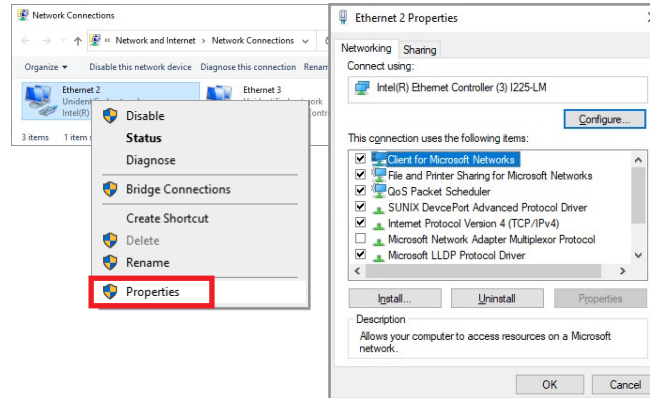 Network Connections
« Network and Internet › Network Connections
Organize
Disable this network device
Diagnose this connection
Renam
Ethernet 2
Intel(R)
Ethernet 3
3 items
1 item
Disable
Status
Diagnose
Bridge Connections
Create Shortcut
Delete
Rename
Properties
Ethernet 2 Properties
Networking
Sharing
Connect using:
Intel(R) Ethernet Controller (3) I225-LM
Configure...
This connection uses the following items:
Client for Microsoft Networks
File and Printer Sharing for Microsoft Networks
QoS Packet Scheduler
SUNIX DevcePort Advanced Protocol Driver
Internet Protocol Version 4 (TCP/IPv4)
Microsoft Network Adapter Multiplexor Protocol
Microsoft LLDP Protocol Driver
Install...
Uninstall
Properties
Description
Allows your computer to access resources on a Microsoft
network.
OK
Cancel